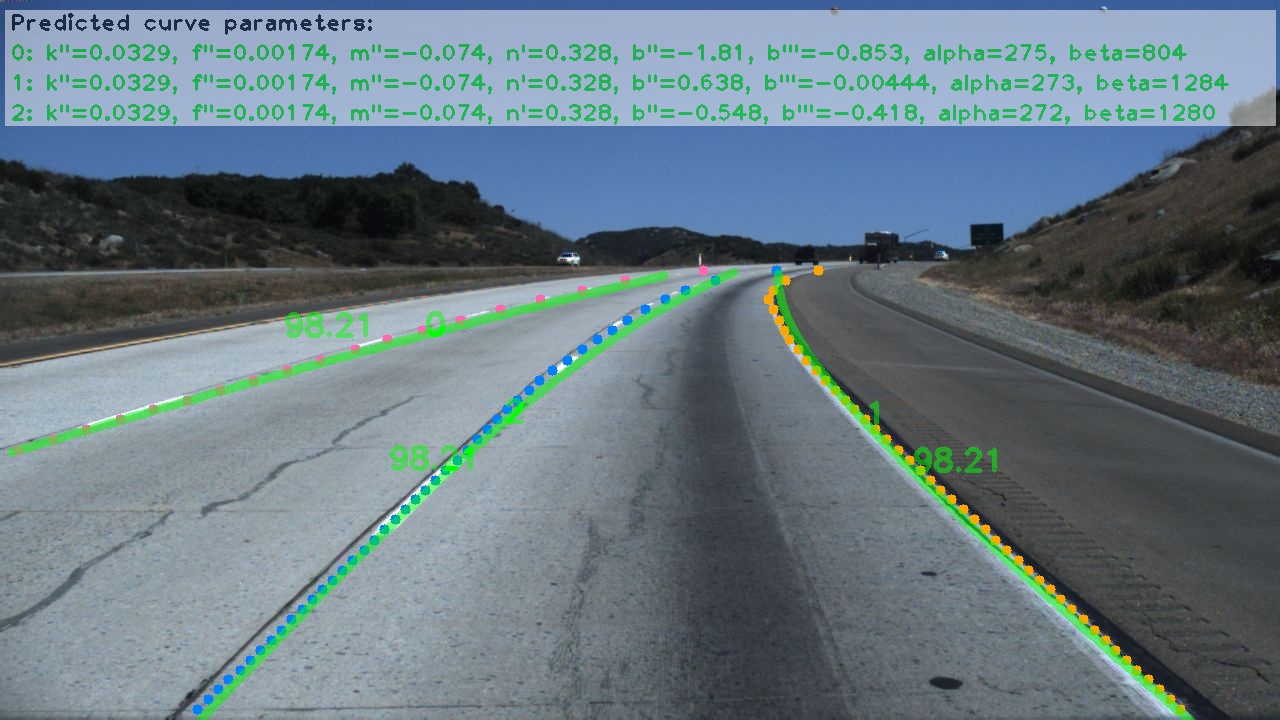 Predicted curve parameters:
0: k''=0.0329, f''=0.00174, m''=-0.074, n'=0.328, b''=-1.81, b'''=-0.853, alpha=275, beta=804
1: k''=0.0329, f''=0.00174, m''=-0.074, n'=0.328, b''=0.638, b'''=-0.00444, alpha=273, beta=1284
2: k''=0.0329, f''=0.00174, m''=-0.074, n'=0.328, b''=-0.548, b'''=-0.418, alpha=272, beta=1280
98.21 0
2 1
98.21 98.21